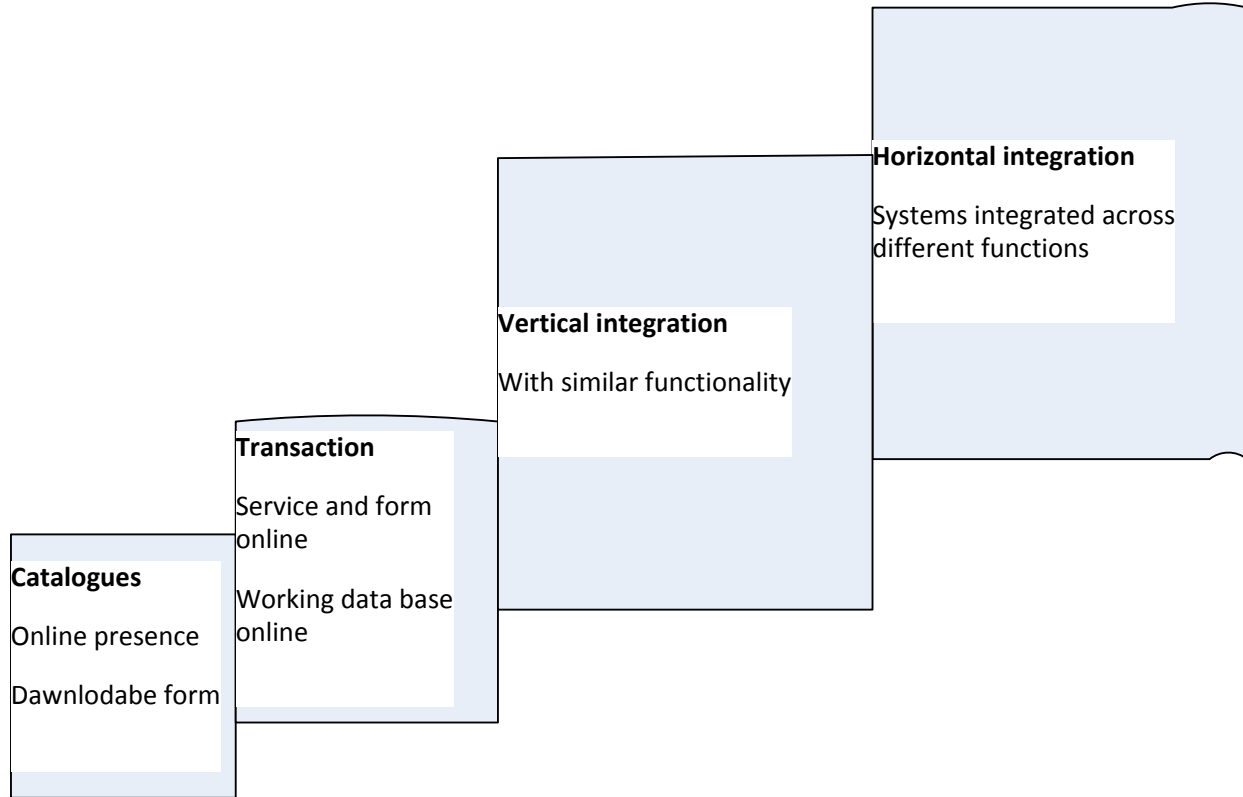 Catalogues
Online presence
Dawnlodabe form
Transaction
Service and form
online
Working data base
online
Vertical integration
With similar functionality
Horizontal integration
Systems integrated across
different functions